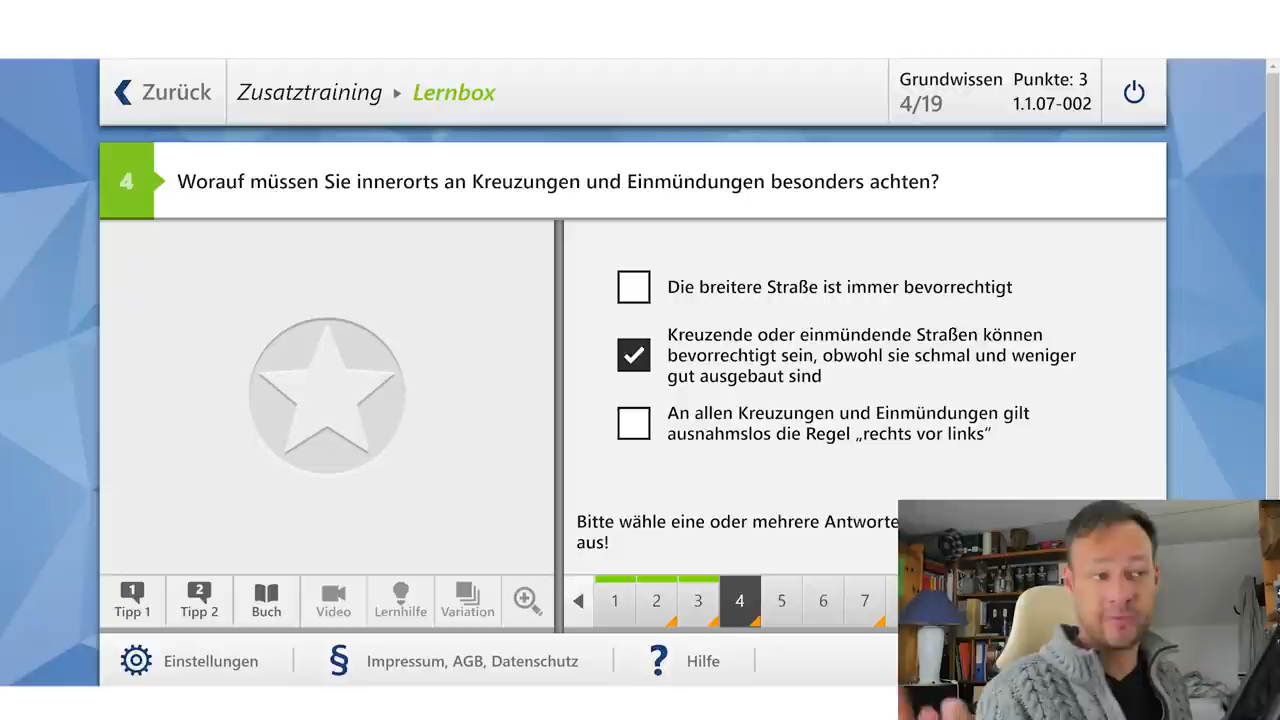 Zurück
Zusatztraining ▸ Lernbox
Grundwissen Punkte: 3
4/19 1.1.07-002
4 Worauf müssen Sie innerorts an Kreuzungen und Einmündungen besonders achten?
Die breitere Straße ist immer bevorrechtigt
Kreuzende oder einmündende Straßen können
bevorrechtigt sein, obwohl sie schmal und weniger
gut ausgebaut sind
An allen Kreuzungen und Einmündungen gilt
ausnahmslos die Regel „rechts vor links“
Bitte wähle eine oder mehrere Antworte
aus!
1 2
Tipp 1 Tipp 2 Buch Video Lernhilfe Variation
1 2 3 4 5 6 7
Einstellungen § Impressum, AGB, Datenschutz ? Hilfe